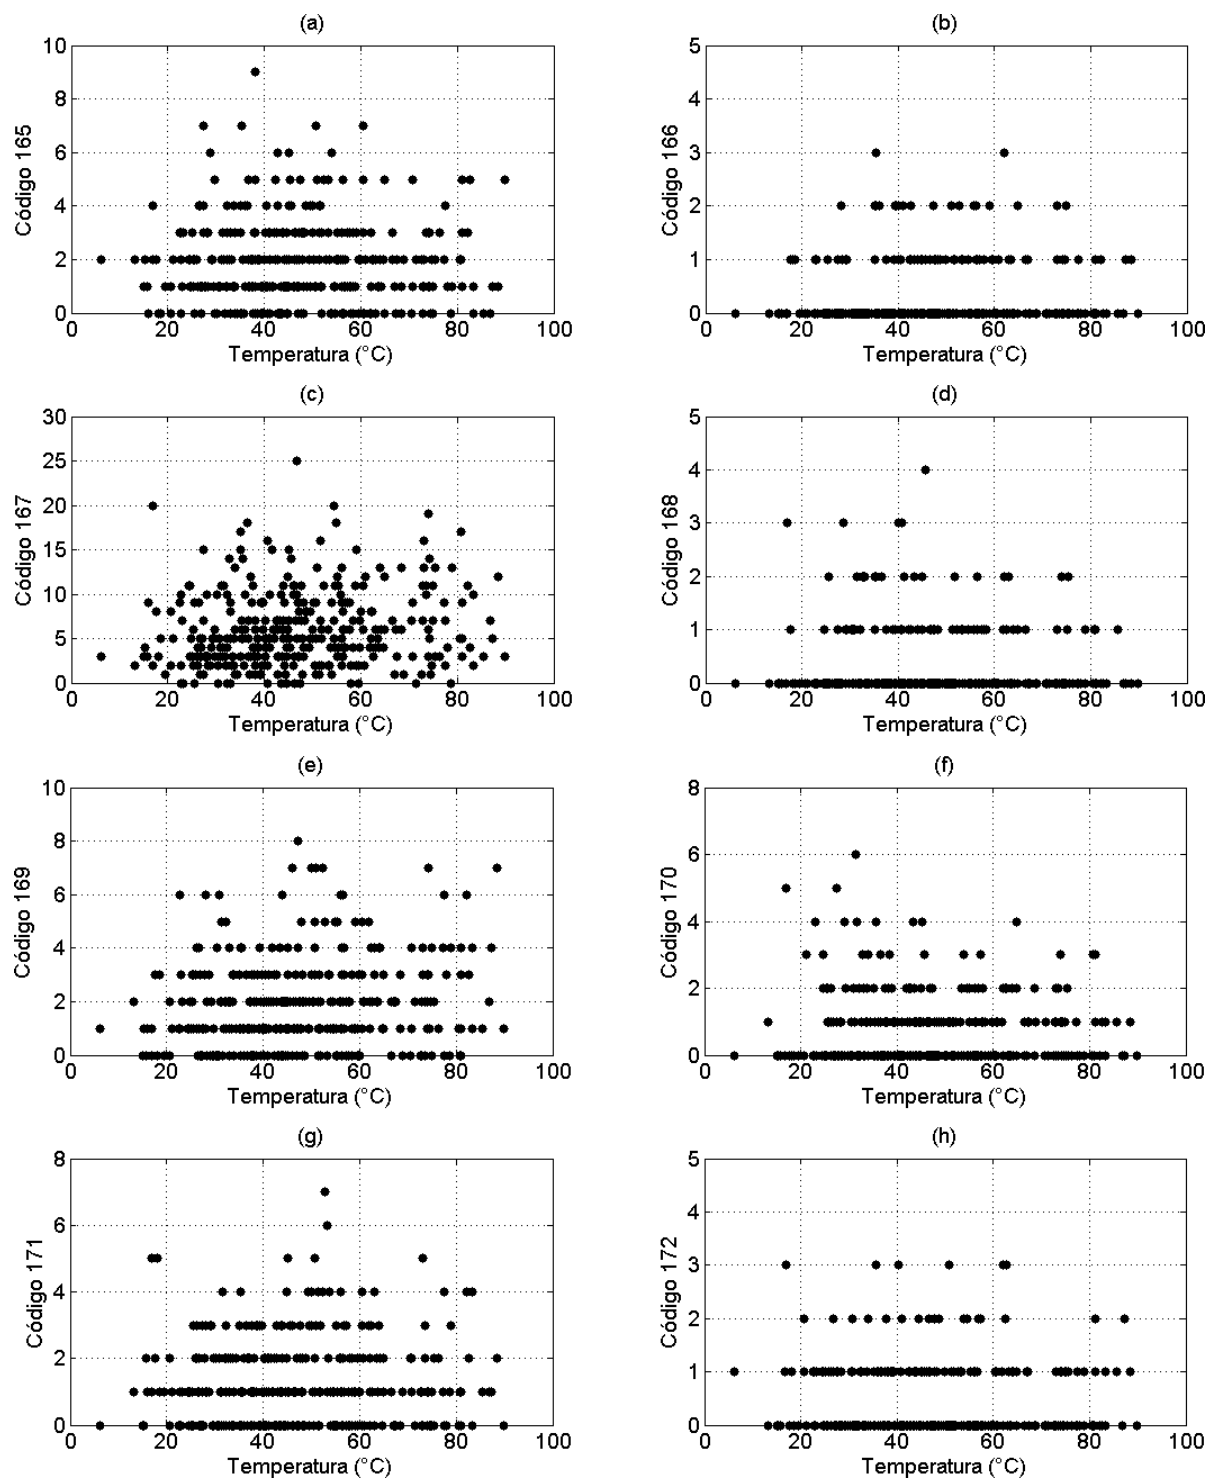 (a)
10
8
6
4
2
0
Código 165
0 20 40 60 80 100
Temperatura (°C)
(b)
5
4
3
2
1
0
Código 166
0 20 40 60 80 100
Temperatura (°C)
(c)
30
25
20
15
10
5
0
Código 167
0 20 40 60 80 100
Temperatura (°C)
(d)
5
4
3
2
1
0
Código 168
0 20 40 60 80 100
Temperatura (°C)
(e)
10
8
6
4
2
0
Código 169
0 20 40 60 80 100
Temperatura (°C)
(f)
8
6
4
2
0
Código 170
0 20 40 60 80 100
Temperatura (°C)
(g)
8
6
4
2
0
Código 171
0 20 40 60 80 100
Temperatura (°C)
(h)
5
4
3
2
1
0
Código 172
0 20 40 60 80 100
Temperatura (°C)